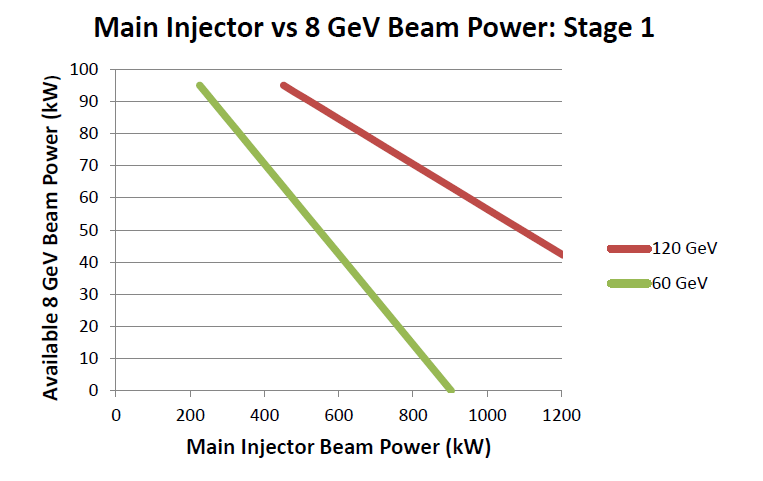 Main Injector vs 8 GeV Beam Power: Stage 1
Available 8 GeV Beam Power (kW)
100
90
80
70
60
50
40
30
20
10
0
0 200 400 600 800 1000 1200
Main Injector Beam Power (kW)
120 GeV
60 GeV